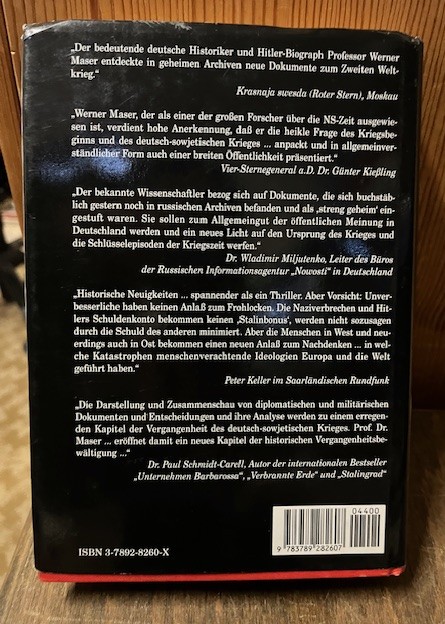 „Der bedeutende deutsche Historiker und Hitler-Biograph Professor Werner
Maser entdeckte in geheimen Archiven neue Dokumente zum Zweiten Welt-
krieg.“
Krasnaja swesda (Roter Stern), Moskau
„Werner Maser, der als einer der großen Forscher über die NS-Zeit ausgewie-
sen ist, verdient hohe Anerkennung, daß er die heikle Frage des Kriegsbe-
ginns und des deutsch-sowjetischen Krieges ... anpackt und in allgemeinver-
ständlicher Form auch einer breiten Öffentlichkeit präsentiert.“
Vier-Sternegeneral a.D. Dr. Günter Kießling
„Der bekannte Wissenschaftler bezog sich auf Dokumente, die sich buchstäb-
lich gestern noch in russischen Archiven befanden und als ‚streng geheim‘ ein-
gestuft waren. Sie sollen zum Allgemeingut der öffentlichen Meinung in
Deutschland werden und ein neues Licht auf den Ursprung des Krieges und
die Schlüsselepisoden der Kriegszeit werfen.“
Dr. Wladimir Miljutenko, Leiter des Büros
der Russischen Informationsagentur „Nowosti“ in Deutschland
„Historische Neuigkeiten ... spannender als ein Thriller. Aber Vorsicht: Unver-
besserliche haben keinen Anlaß zum Frohlocken. Die Naziverbrechen und Hit-
lers Schuldenkonto bekommen keinen ‚Stalinbonus‘, werden nicht sozusagen
durch die Schuld des anderen minimiert. Aber die Menschen in West und neu-
erdings auch in Ost bekommen einen neuen Anlaß zum Nachdenken ... in wel-
che Katastrophen menschenverachtende Ideologien Europa und die Welt
geführt haben.“
Peter Keller im Saarländischen Rundfunk
„Die Darstellung und Zusammenschau von diplomatischen und militärischen
Dokumenten und Entscheidungen und ihre Analyse werden zu einem erregen-
den Kapitel der Vergangenheit des deutsch-sowjetischen Krieges. Prof. Dr.
Maser ... eröffnet damit ein neues Kapitel der historischen Vergangenheitsbe-
wältigung ...“
Dr. Paul Schmidt-Carell, Autor der internationalen Bestseller
„Unternehmen Barbarossa“, „Verbrannte Erde“ und „Stalingrad“
04400
ISBN 3-7892-8260-X
9 783789 282607